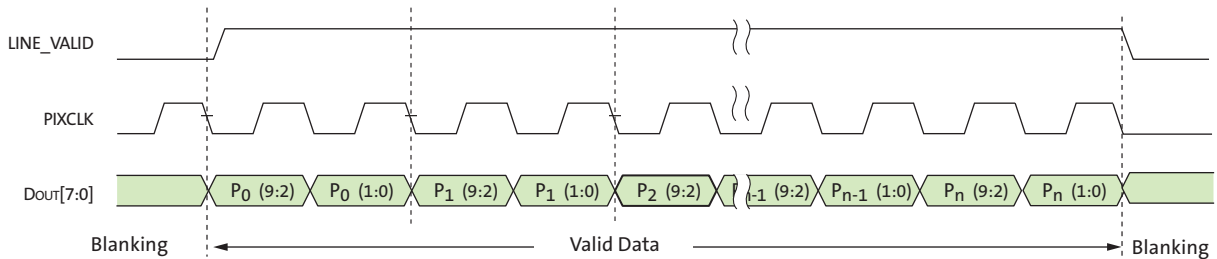 LINE_VALID
PIXCLK
DOUT[7:0]
P0 (9:2) P0 (1:0) P1 (9:2) P1 (1:0) P2 (9:2) Pn-1 (9:2) Pn-1 (1:0) Pn (9:2) Pn (1:0)
Blanking Valid Data Blanking